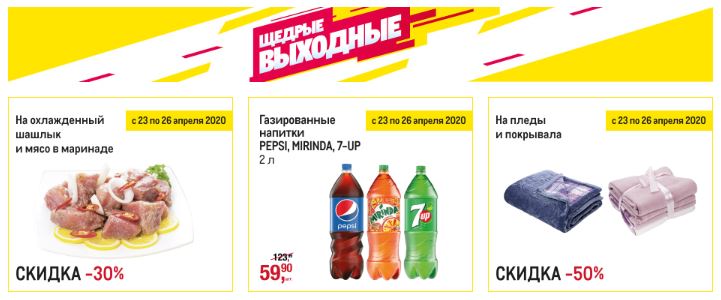 ЩЕДРЫЕ
ВЫХОДНЫЕ
На охлажденный
шашлык
и мясо в маринаде
с 23 по 26 апреля 2020
СКИДКА -30%
Газированные
напитки
PEPSI, MIRINDA, 7-UP
2 л
с 23 по 26 апреля 2020
123,
59,90
pepsi
MIRINDA
7up
На пледы
и покрывала
с 23 по 26 апреля 2020
СКИДКА -50%